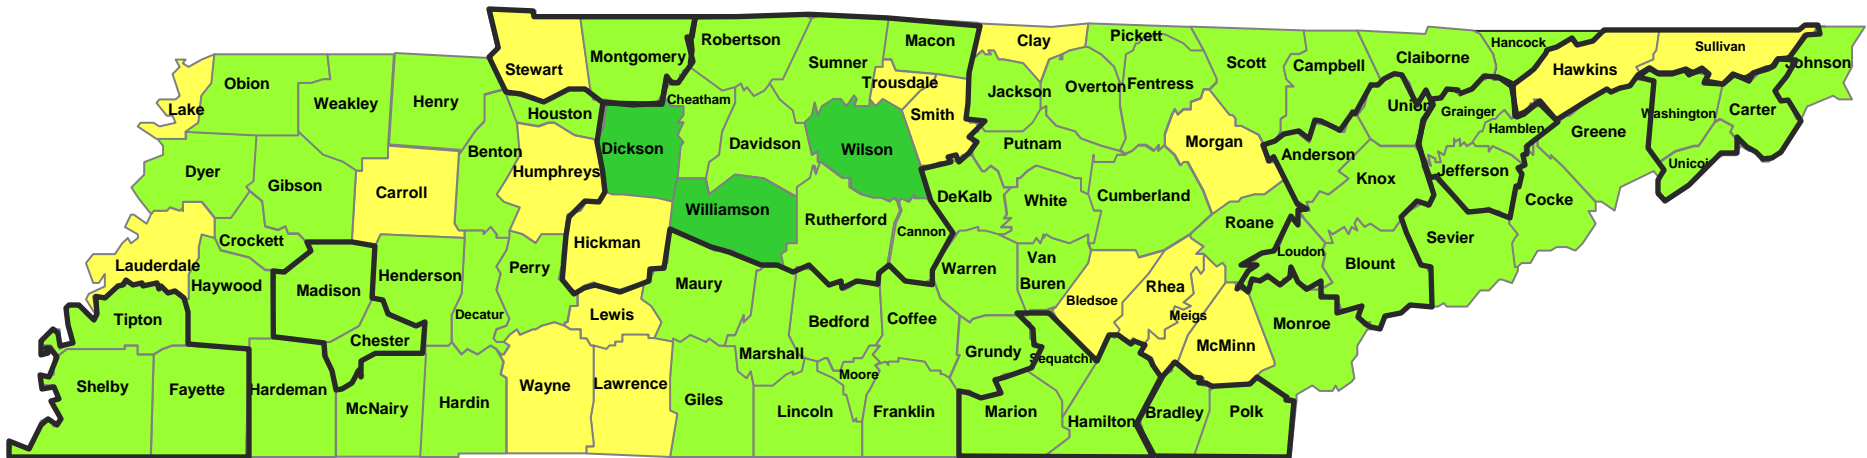 Stewart
Montgomery
Robertson
Sumner
Macon
Clay
Pickett
Scott
Campbell
Claiborne
Hancock
Hawkins
Sullivan
Johnson
Lake
Obion
Weakley
Henry
Houston
Cheatham
Trousdale
Smith
Jackson
Overton
Fentress
Morgan
Anderson
Union
Grainger
Hamblen
Greene
Washington
Carter
Unicoi
Dyer
Gibson
Carroll
Benton
Humphreys
Dickson
Davidson
Wilson
Putnam
DeKalb
White
Cumberland
Roane
Knox
Jefferson
Cocke
Sevier
Lauderdale
Crockett
Haywood
Madison
Henderson
Decatur
Perry
Hickman
Williamson
Rutherford
Cannon
Warren
Van
Buren
Bledsoe
Rhea
Meigs
Loudon
Blount
Monroe
Tipton
Chester
Lewis
Maury
Marshall
Bedford
Coffee
Moore
Grundy
Sequatchi
McMinn
Shelby
Fayette
Hardeman
McNairy
Hardin
Wayne
Lawrence
Giles
Lincoln
Franklin
Marion
Hamilton
Bradley
Polk